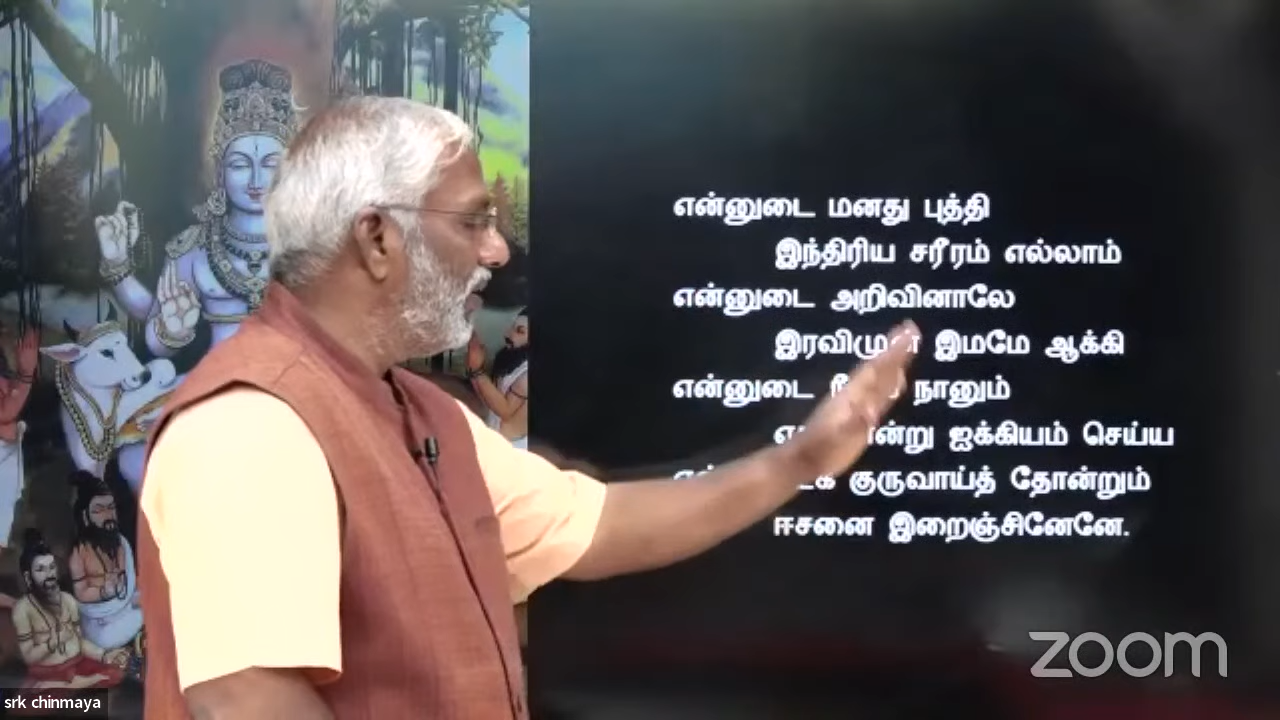 என்னுடை மனது புத்தி
இந்திரிய சரீரம் எல்லாம்
என்னுடை அறிவினாலே
இரவிமுன் இமமே ஆக்கி
என்னுடை நானும்
ஐக்கியம் செய்ய
குருவாய்த் தோன்றும்
ஈசனை இறைஞ்சினேனே.
zoom
srk chinmaya